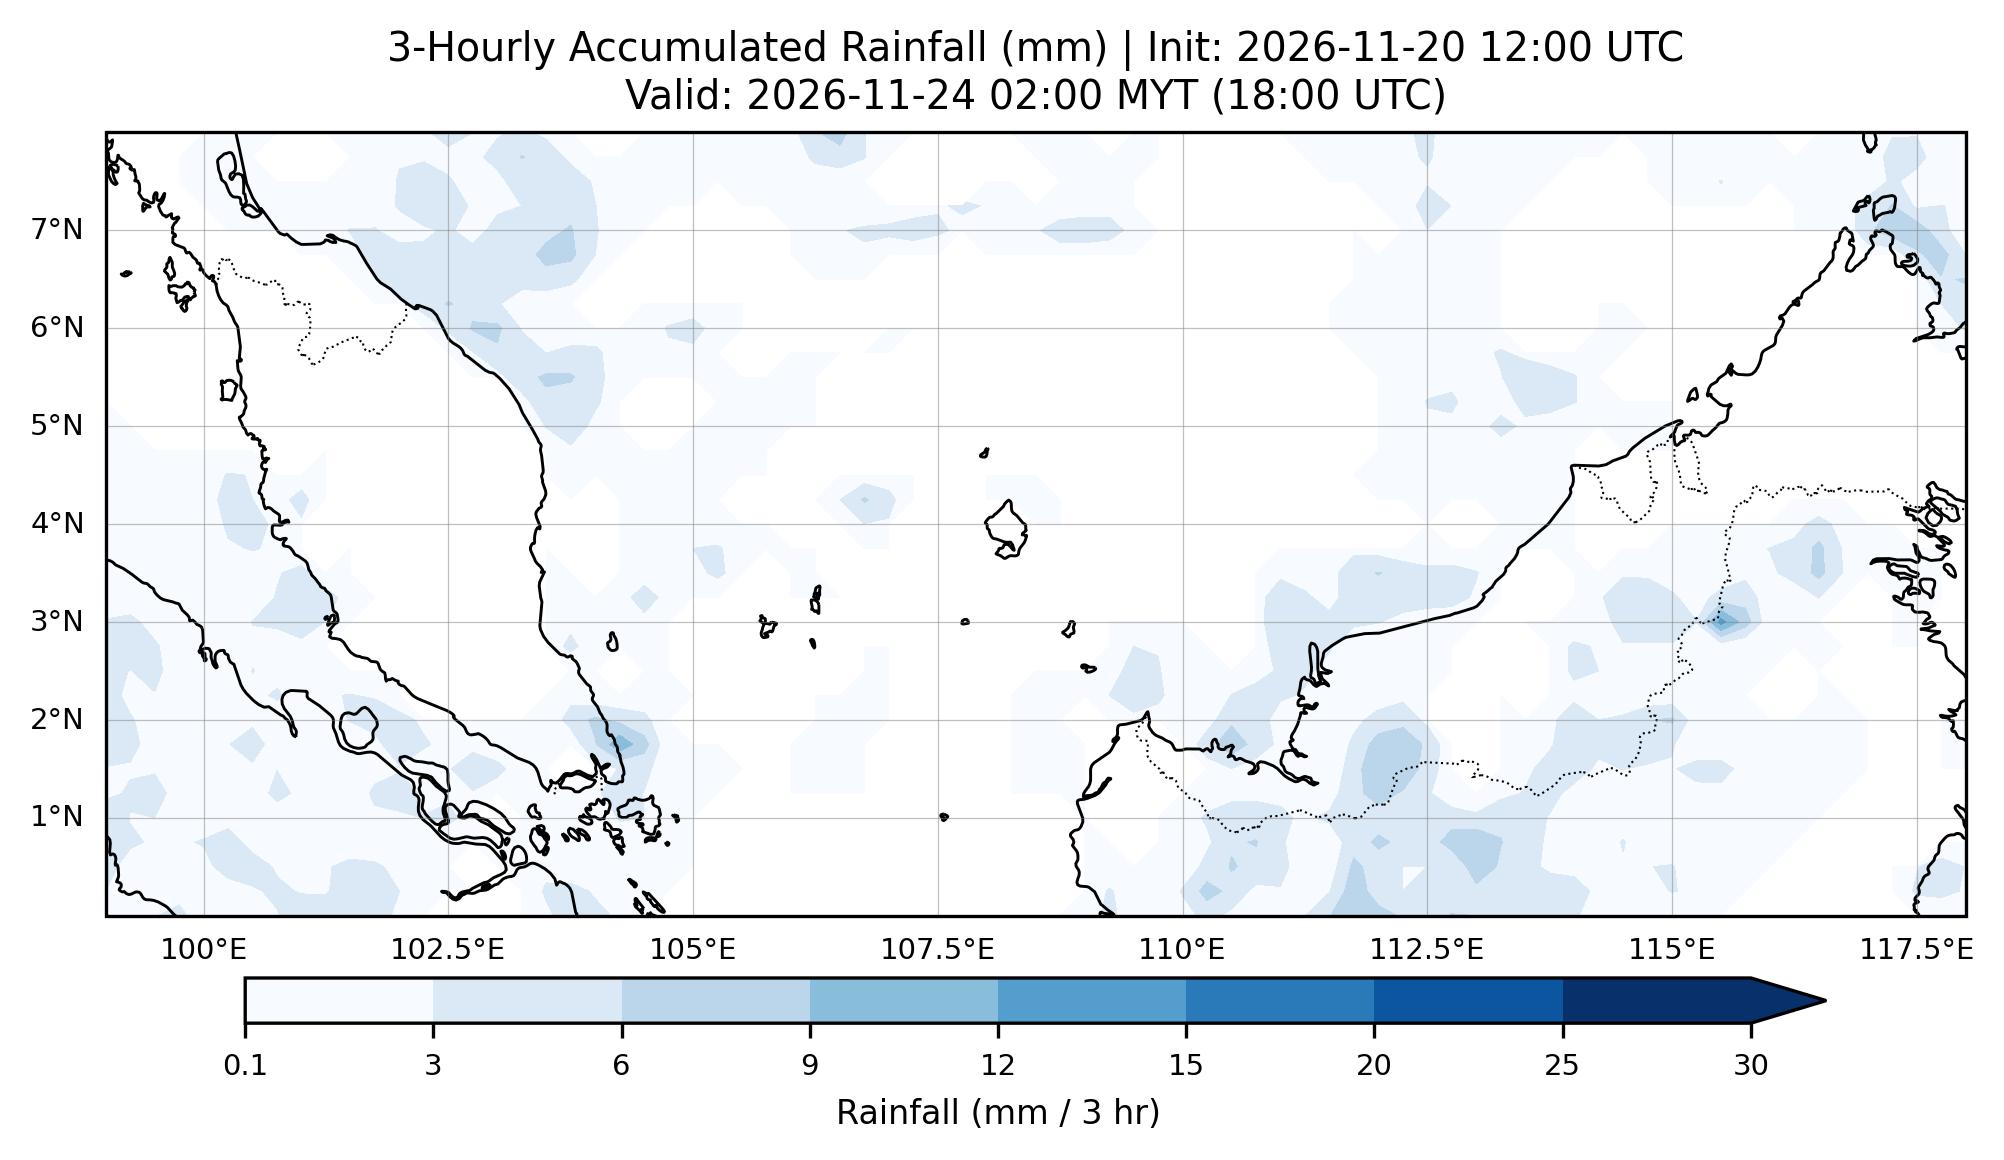 3-Hourly Accumulated Rainfall (mm) | Init: 2026-11-20 12:00 UTC
Valid: 2026-11-24 02:00 MYT (18:00 UTC)
7°N
6°N
5°N
4°N
3°N
2°N
1°N
100°E 102.5°E 105°E 107.5°E 110°E 112.5°E 115°E 117.5°E
0.1 3 6 9 12 15 20 25 30
Rainfall (mm / 3 hr)